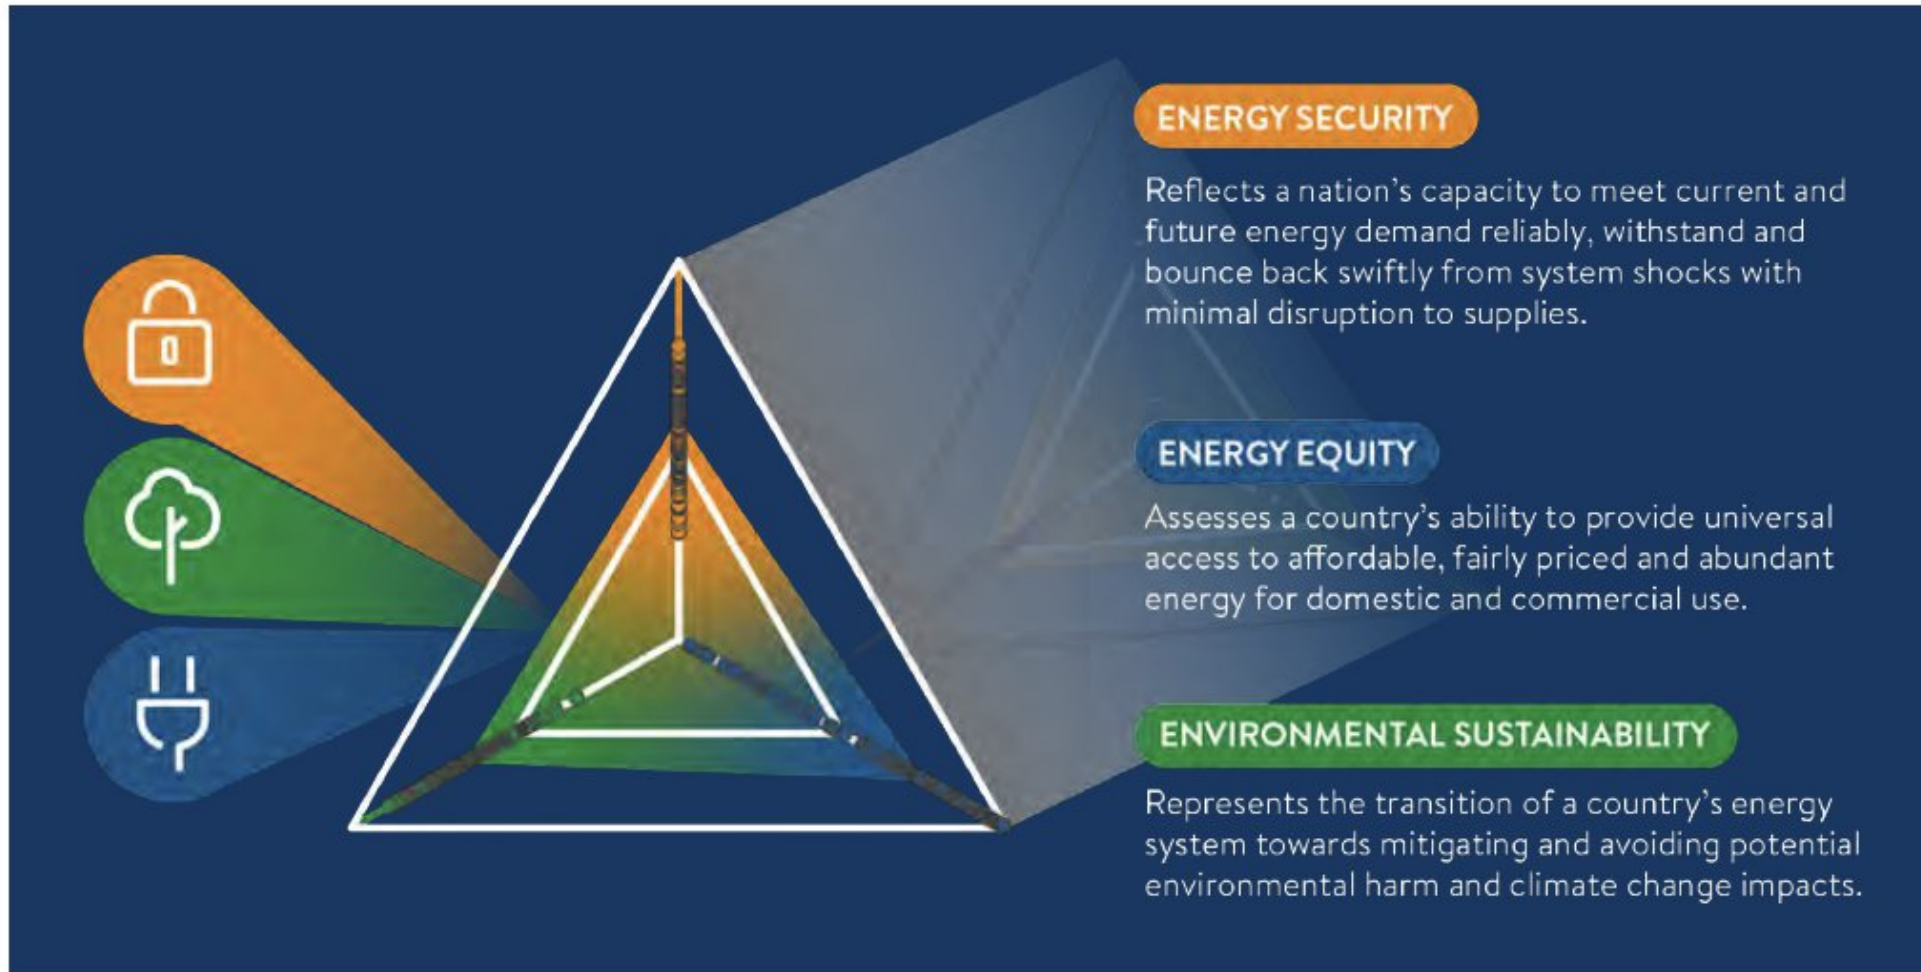 ENERGY SECURITY
Reflects a nation's capacity to meet current and
future energy demand reliably, withstand and
bounce back swiftly from system shocks with
minimal disruption to supplies.
ENERGY EQUITY
Assesses a country's ability to provide universal
access to affordable, fairly priced and abundant
energy for domestic and commercial use.
ENVIRONMENTAL SUSTAINABILITY
Represents the transition of a country's energy
system towards mitigating and avoiding potential
environmental harm and climate change impacts.